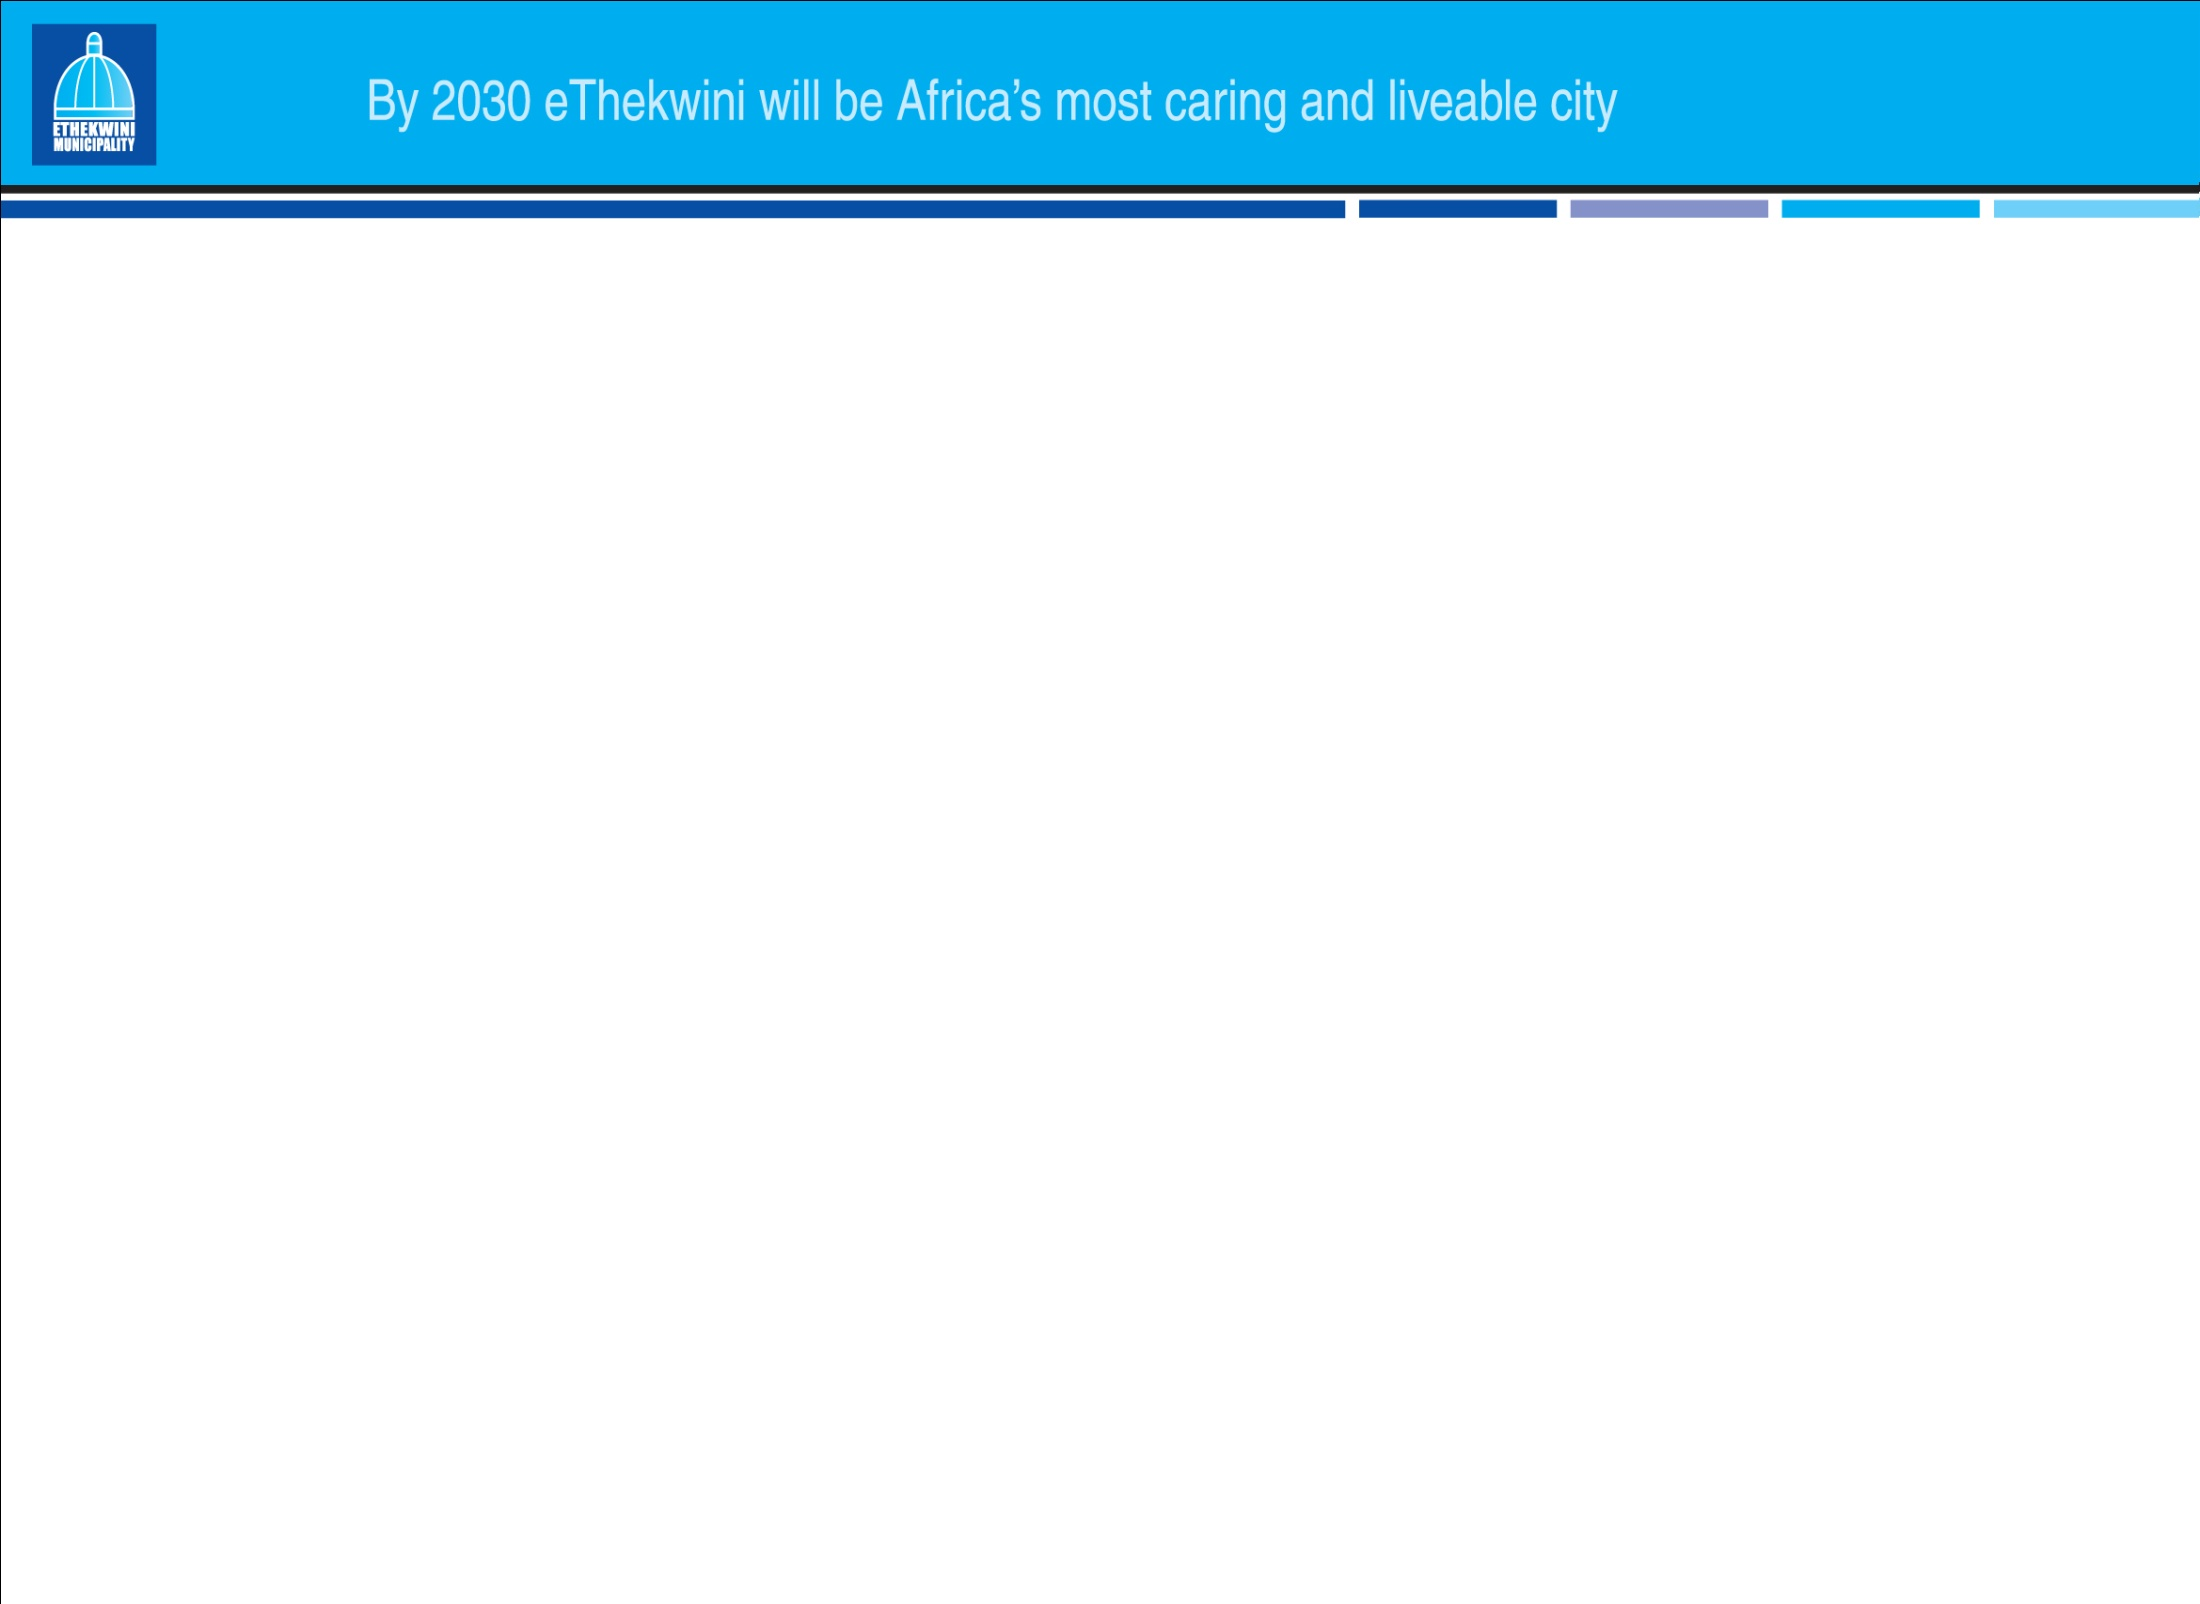 ETHEKWINI
MUNICIPALITY
By 2030 eThekwini will be Africa’s most caring and liveable city